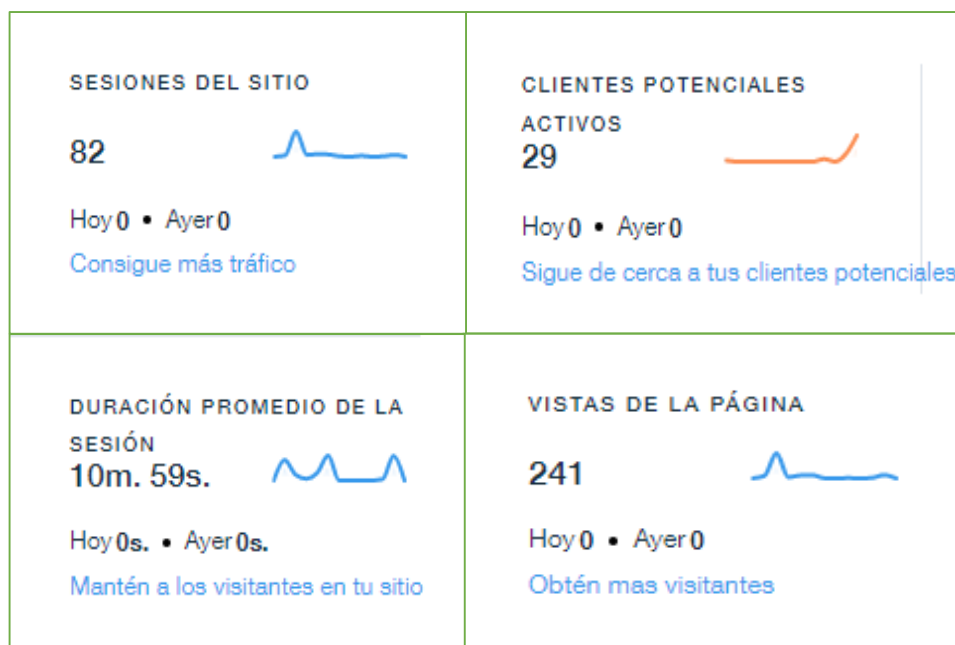 SESIONES DEL SITIO
82
Hoy 0 • Ayer 0
Consigue más tráfico
CLIENTES POTENCIALES
ACTIVOS
29
Hoy 0 • Ayer 0
Sigue de cerca a tus clientes potenciales
DURACIÓN PROMEDIO DE LA
SESIÓN
10m. 59s.
Hoy 0s. • Ayer 0s.
Mantén a los visitantes en tu sitio
VISTAS DE LA PÁGINA
241
Hoy 0 • Ayer 0
Obtén mas visitantes